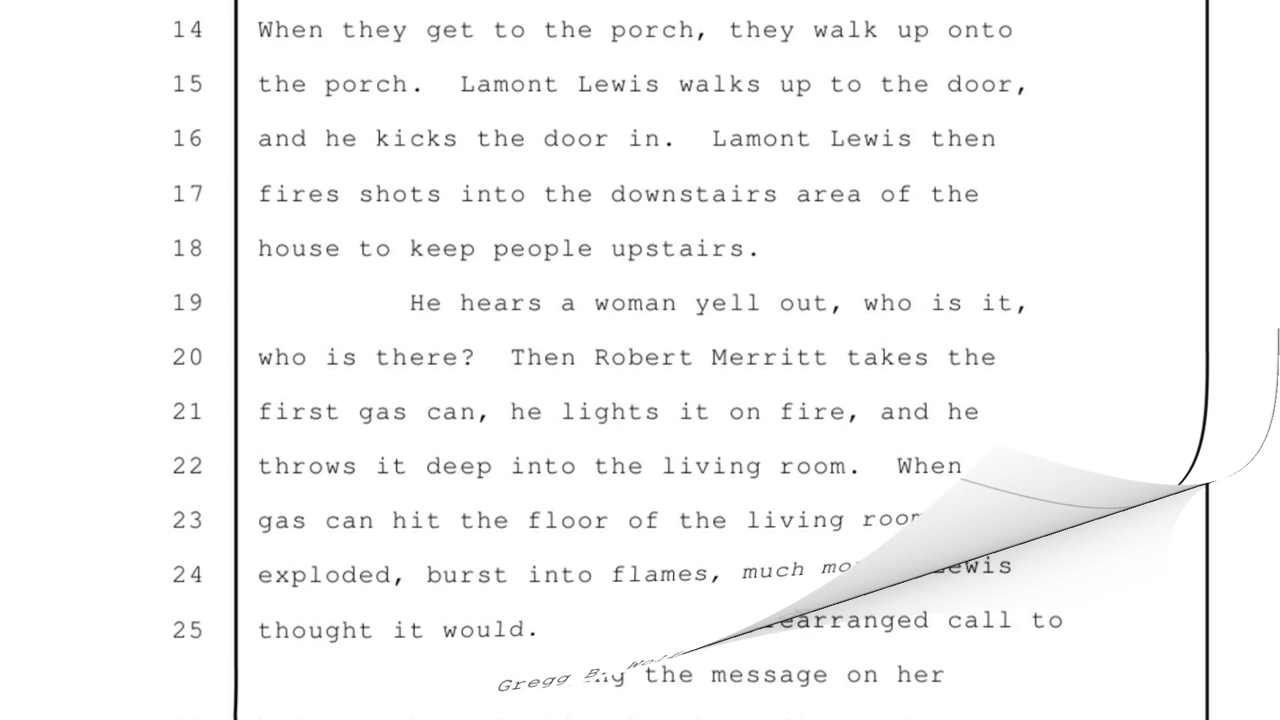 14 When they get to the porch, they walk up onto
15 the porch. Lamont Lewis walks up to the door,
16 and he kicks the door in. Lamont Lewis then
17 fires shots into the downstairs area of the
18 house to keep people upstairs.
19 He hears a woman yell out, who is it,
20 who is there? Then Robert Merritt takes the
21 first gas can, he lights it on fire, and he
22 throws it deep into the living room. When
23 gas can hit the floor of the living
24 exploded, burst into flames, much
25 thought it would.
call to
Gregg the message on her